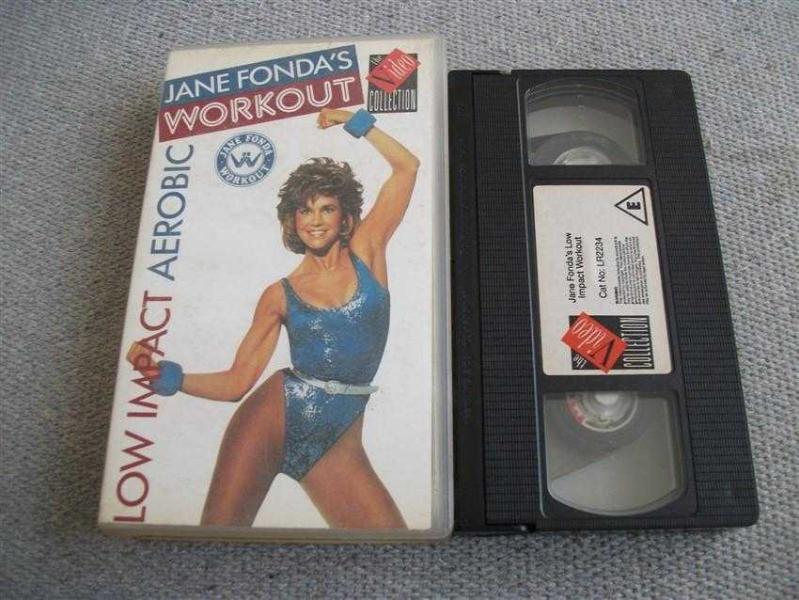 JANE FONDA'S
WORKOUT
the
Video
COLLECTION
JANE FONDA
W
WORKOUT
LOW IMPACT AEROBIC
E
Jane Fonda's Low
Impact Workout
Cat No: LR2234
the
Video
COLLECTION